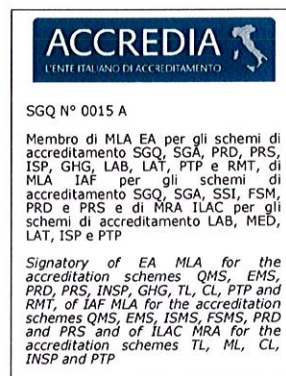 ACCREDIA
L'ENTE ITALIANO DI ACCREDITAMENTO
SGQ N° 0015 A
Membro di MLA EA per gli schemi di
accreditamento SGQ, SGA, PRD, PRS,
ISP, GHG, LAB, LAT, PTP e RMT, di
MLA IAF per gli schemi di
accreditamento SGQ, SGA, SSI, FSM,
PRD e PRS e di MRA ILAC per gli
schemi di accreditamento LAB, MED,
LAT, ISP e PTP
Signatory of EA MLA for the
accreditation schemes QMS, EMS,
PRD, PRS, INSP, GHG, TL, CL, PTP and
RMT, of IAF MLA for the accreditation
schemes QMS, EMS, ISMS, FSMS, PRD
and PRS and of ILAC MRA for the
accreditation schemes TL, ML, CL,
INSP and PTP